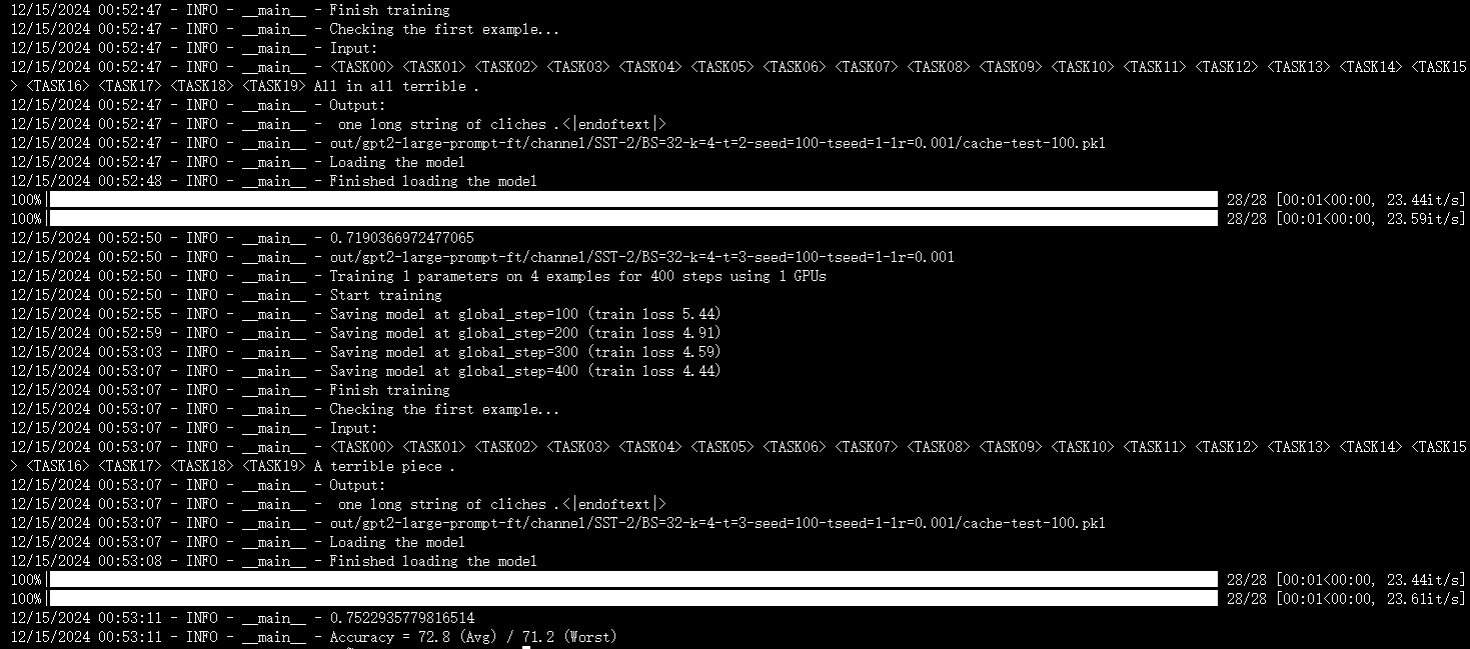 12/15/2024 00:52:47 - INFO - __main__ - Finish training
12/15/2024 00:52:47 - INFO - __main__ - Checking the first example...
12/15/2024 00:52:47 - INFO - __main__ - Input:
12/15/2024 00:52:47 - INFO - __main__ - <TASK00> <TASK01> <TASK02> <TASK03> <TASK04> <TASK05> <TASK06> <TASK07> <TASK08> <TASK09> <TASK10> <TASK11> <TASK12> <TASK13> <TASK14> <TASK15
> <TASK16> <TASK17> <TASK18> <TASK19> All in all terrible .
12/15/2024 00:52:47 - INFO - __main__ - Output:
12/15/2024 00:52:47 - INFO - __main__ -  one long string of cliches .<|endoftext|>
12/15/2024 00:52:47 - INFO - __main__ - out/gpt2-large-prompt-ft/channel/SST-2/BS=32-k=4-t=2-seed=100-tseed=1-lr=0.001/cache-test-100.pkl
12/15/2024 00:52:47 - INFO - __main__ - Loading the model
12/15/2024 00:52:48 - INFO - __main__ - Finished loading the model
100%| 28/28 [00:01<00:00, 23.44it/s]
100%| 28/28 [00:01<00:00, 23.59it/s]
12/15/2024 00:52:50 - INFO - __main__ - 0.7190366972477065
12/15/2024 00:52:50 - INFO - __main__ - out/gpt2-large-prompt-ft/channel/SST-2/BS=32-k=4-t=3-seed=100-tseed=1-lr=0.001
12/15/2024 00:52:50 - INFO - __main__ - Training 1 parameters on 4 examples for 400 steps using 1 GPUs
12/15/2024 00:52:50 - INFO - __main__ - Start training
12/15/2024 00:52:55 - INFO - __main__ - Saving model at global_step=100 (train loss 5.44)
12/15/2024 00:52:59 - INFO - __main__ - Saving model at global_step=200 (train loss 4.91)
12/15/2024 00:53:03 - INFO - __main__ - Saving model at global_step=300 (train loss 4.59)
12/15/2024 00:53:07 - INFO - __main__ - Saving model at global_step=400 (train loss 4.44)
12/15/2024 00:53:07 - INFO - __main__ - Finish training
12/15/2024 00:53:07 - INFO - __main__ - Checking the first example...
12/15/2024 00:53:07 - INFO - __main__ - Input:
12/15/2024 00:53:07 - INFO - __main__ - <TASK00> <TASK01> <TASK02> <TASK03> <TASK04> <TASK05> <TASK06> <TASK07> <TASK08> <TASK09> <TASK10> <TASK11> <TASK12> <TASK13> <TASK14> <TASK15
> <TASK16> <TASK17> <TASK18> <TASK19> A terrible piece .
12/15/2024 00:53:07 - INFO - __main__ - Output:
12/15/2024 00:53:07 - INFO - __main__ -  one long string of cliches .<|endoftext|>
12/15/2024 00:53:07 - INFO - __main__ - out/gpt2-large-prompt-ft/channel/SST-2/BS=32-k=4-t=3-seed=100-tseed=1-lr=0.001/cache-test-100.pkl
12/15/2024 00:53:07 - INFO - __main__ - Loading the model
12/15/2024 00:53:08 - INFO - __main__ - Finished loading the model
100%| 28/28 [00:01<00:00, 23.44it/s]
100%| 28/28 [00:01<00:00, 23.61it/s]
12/15/2024 00:53:11 - INFO - __main__ - 0.7522935779816514
12/15/2024 00:53:11 - INFO - __main__ - Accuracy = 72.8 (Avg) / 71.2 (Worst)